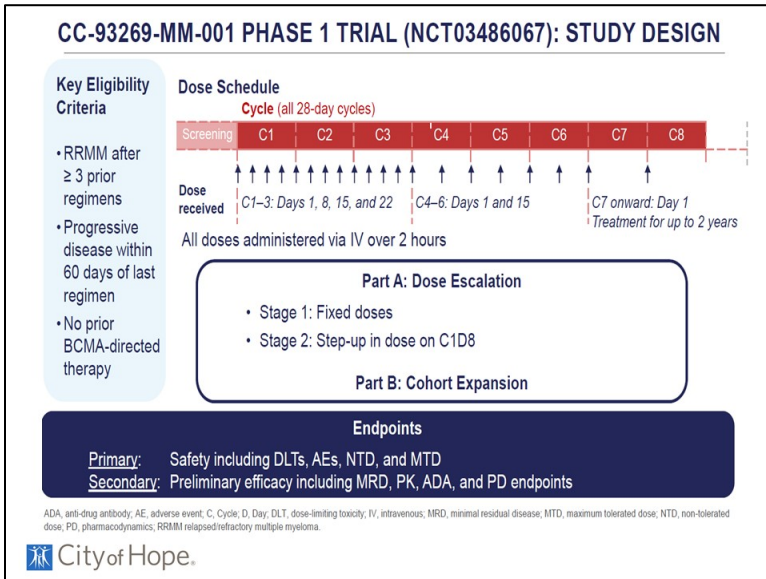 CC-93269-MM-001 PHASE 1 TRIAL (NCT03486067): STUDY DESIGN
Key Eligibility
Criteria
• RRMM after
≥ 3 prior
regimens
• Progressive
disease within
60 days of last
regimen
• No prior
BCMA-directed
therapy
Dose Schedule
Cycle (all 28-day cycles)
Screening C1 C2 C3 C4 C5 C6 C7 C8
Dose
received
C1–3: Days 1, 8, 15, and 22
C4–6: Days 1 and 15
C7 onward: Day 1
Treatment for up to 2 years
All doses administered via IV over 2 hours
Part A: Dose Escalation
• Stage 1: Fixed doses
• Stage 2: Step-up in dose on C1D8
Part B: Cohort Expansion
Endpoints
Primary: Safety including DLTs, AEs, NTD, and MTD
Secondary: Preliminary efficacy including MRD, PK, ADA, and PD endpoints
ADA, anti-drug antibody; AE, adverse event; C, Cycle; D, Day; DLT, dose-limiting toxicity; IV, intravenous; MRD, minimal residual disease; MTD, maximum tolerated dose; NTD, non-tolerated
dose; PD, pharmacodynamics; RRMM relapsed/refractory multiple myeloma.
City of Hope®